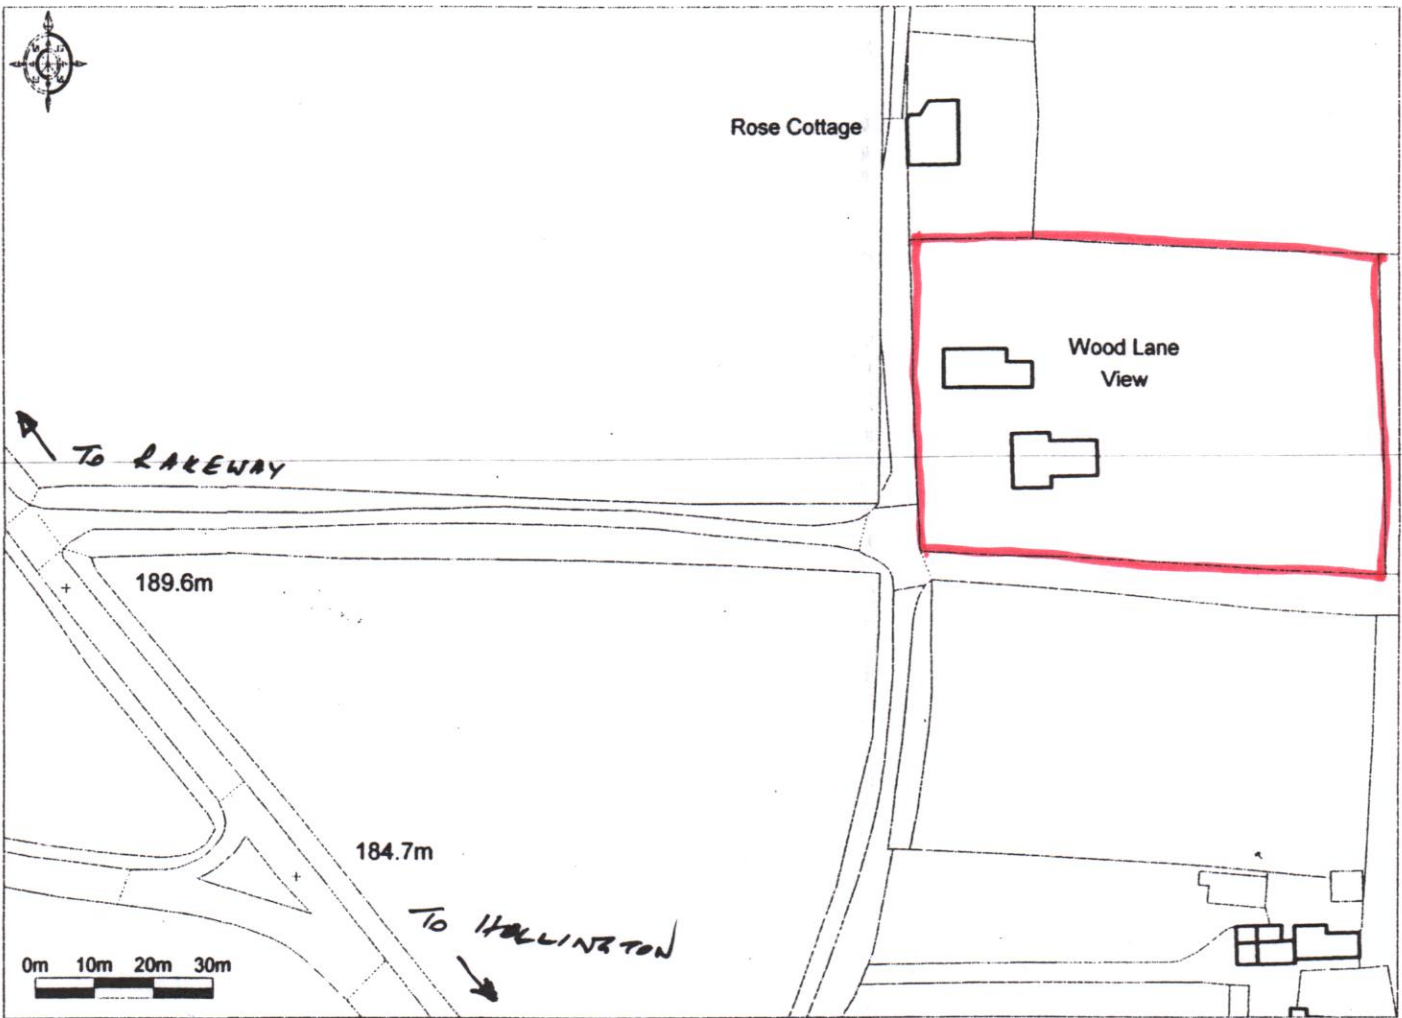 Rose Cottage
Wood Lane
View
To RAKEWAY
189.6m
184.7m
To HOLLINGTON
0m 10m 20m 30m